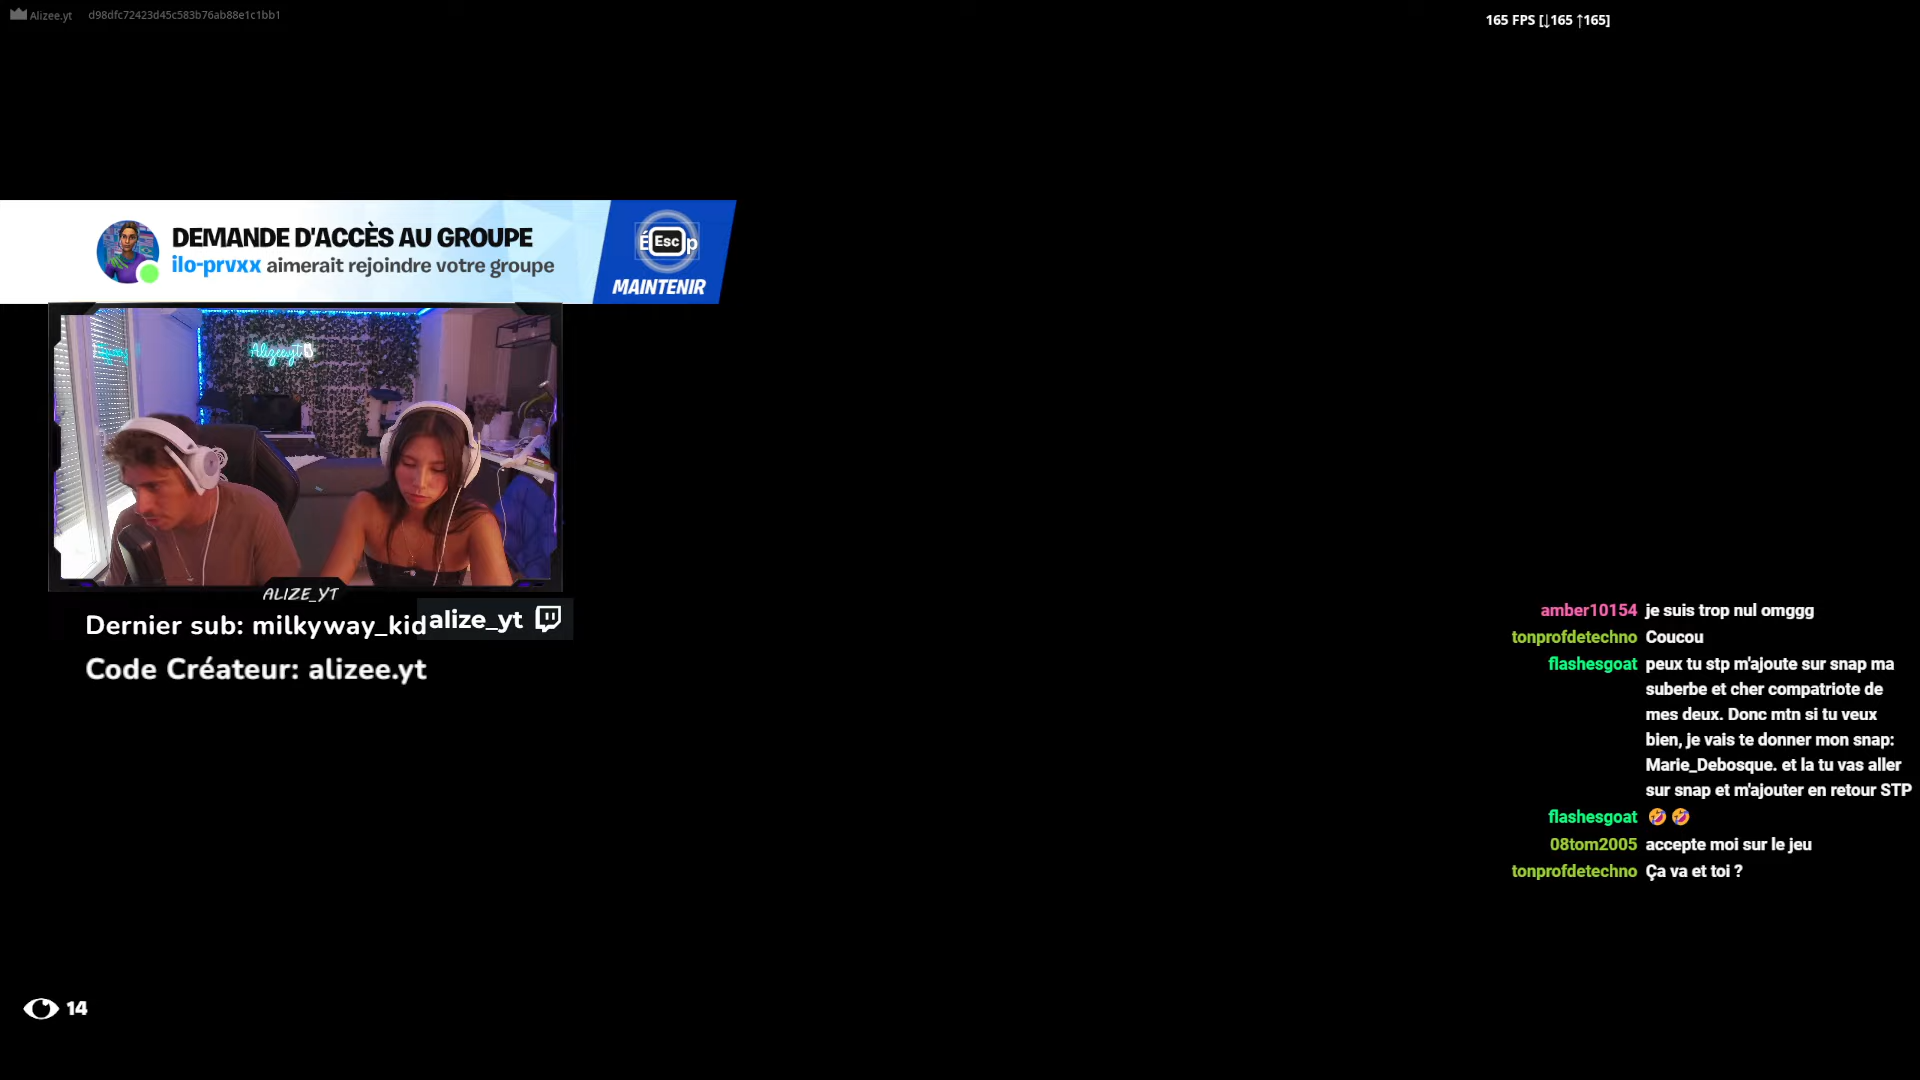 Alizee.yt d98dfc72423d45c583b76ab88e1c1bb1
165 FPS [↓165 ↑165]
DEMANDE D'ACCÈS AU GROUPE
ilo-prvxx aimerait rejoindre votre groupe
Esc
MAINTENIR
Alizeeyt
ALIZE_YT
Dernier sub: milkyway_kid
alize_yt
Code Créateur: alizee.yt
amber10154 je suis trop nul omggg
tonprofdetechno Coucou
flashesgoat peux tu stp m'ajoute sur snap ma
suberbe et cher compatriote de
mes deux. Donc mtn si tu veux
bien, je vais te donner mon snap:
Marie_Debosque. et la tu vas aller
sur snap et m'ajouter en retour STP
flashesgoat 🤣 🤣
08tom2005 accepte moi sur le jeu
tonprofdetechno Ça va et toi ?
14